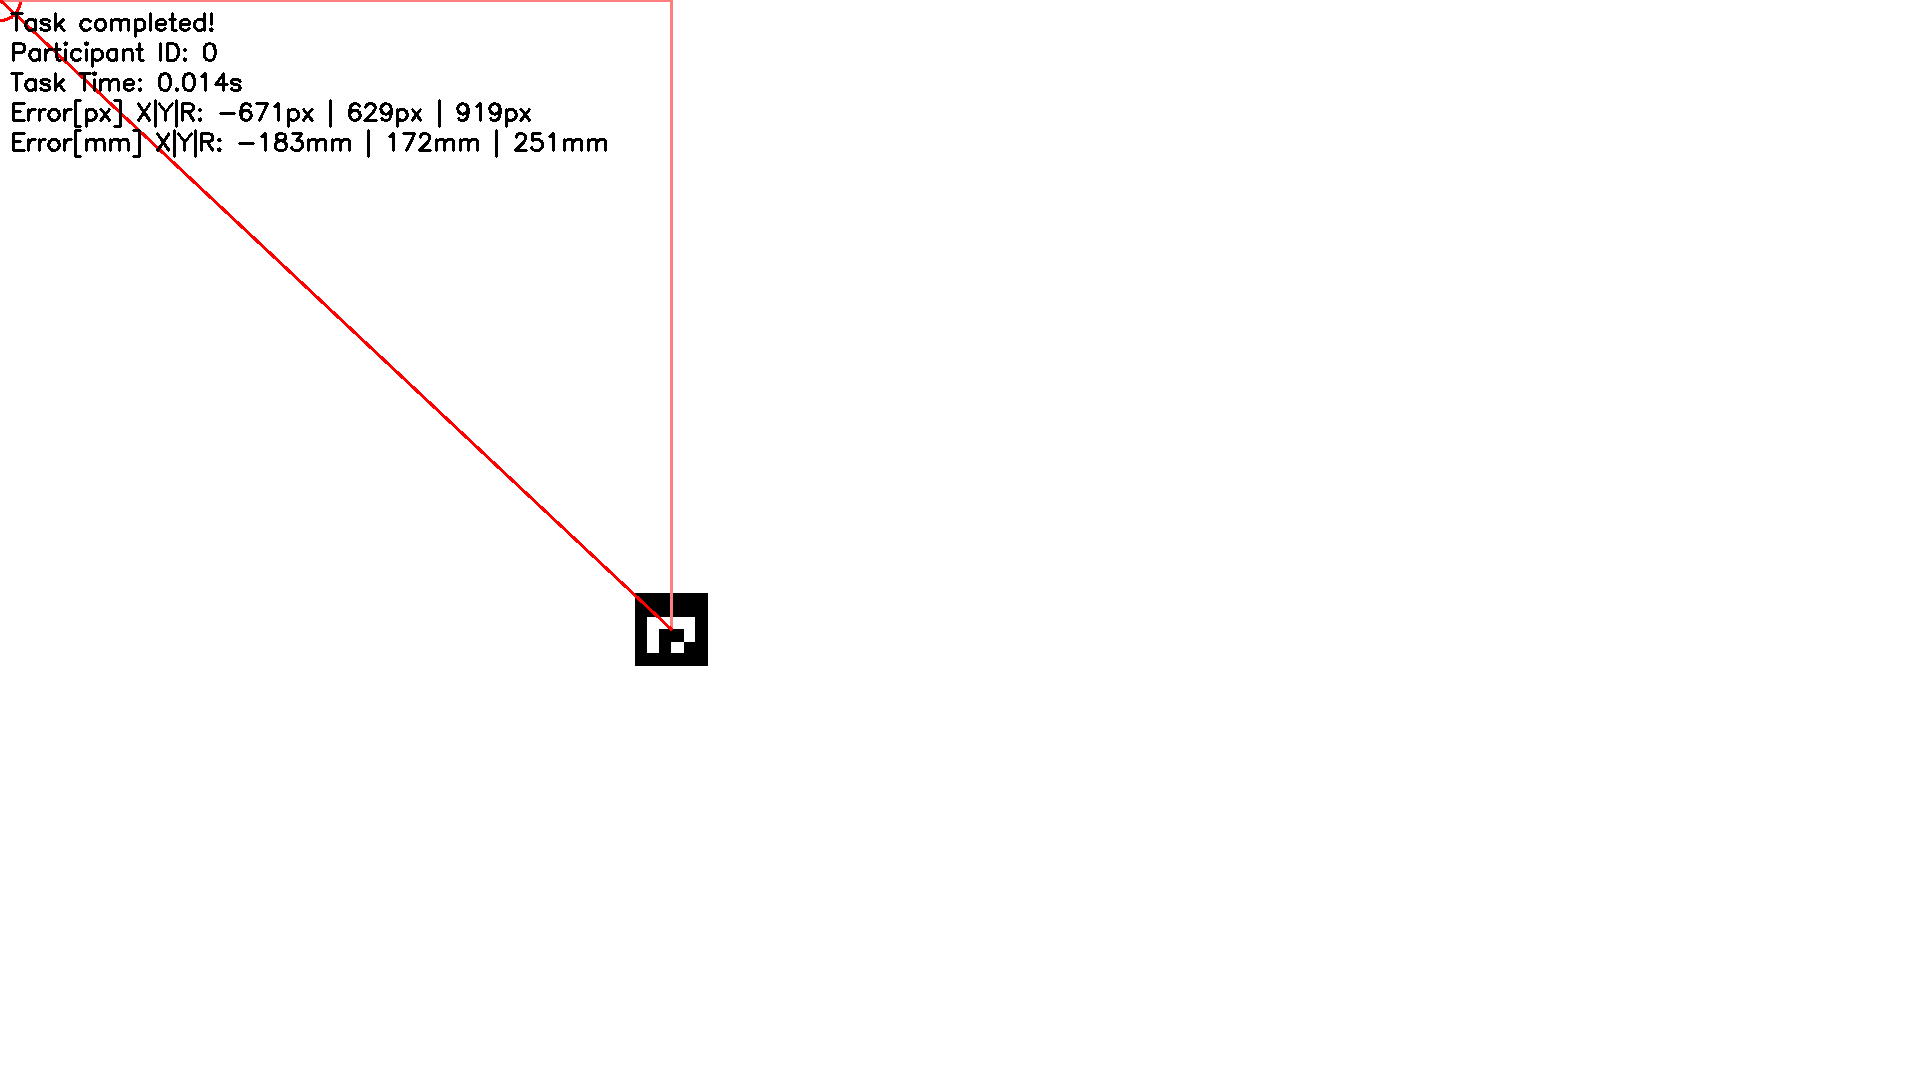 Task completed!
Participant ID: 0
Task Time: 0.014s
Error[px] X|Y|R: -671px | 629px | 919px
Error[mm] X|Y|R: -183mm | 172mm | 251mm